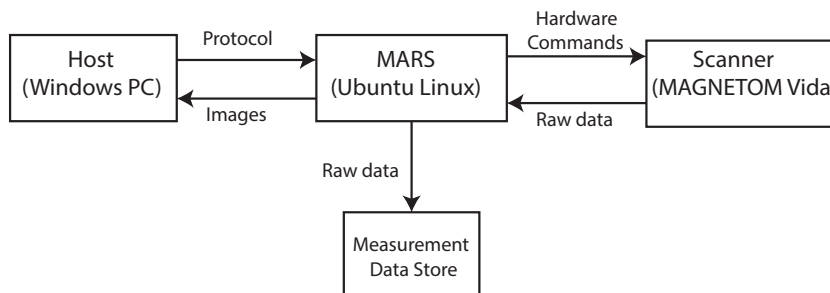 Host
(Windows PC)
Protocol
Images
MARS
(Ubuntu Linux)
Hardware
Commands
Raw data
Scanner
(MAGNETOM Vida
Raw data
Measurement
Data Store